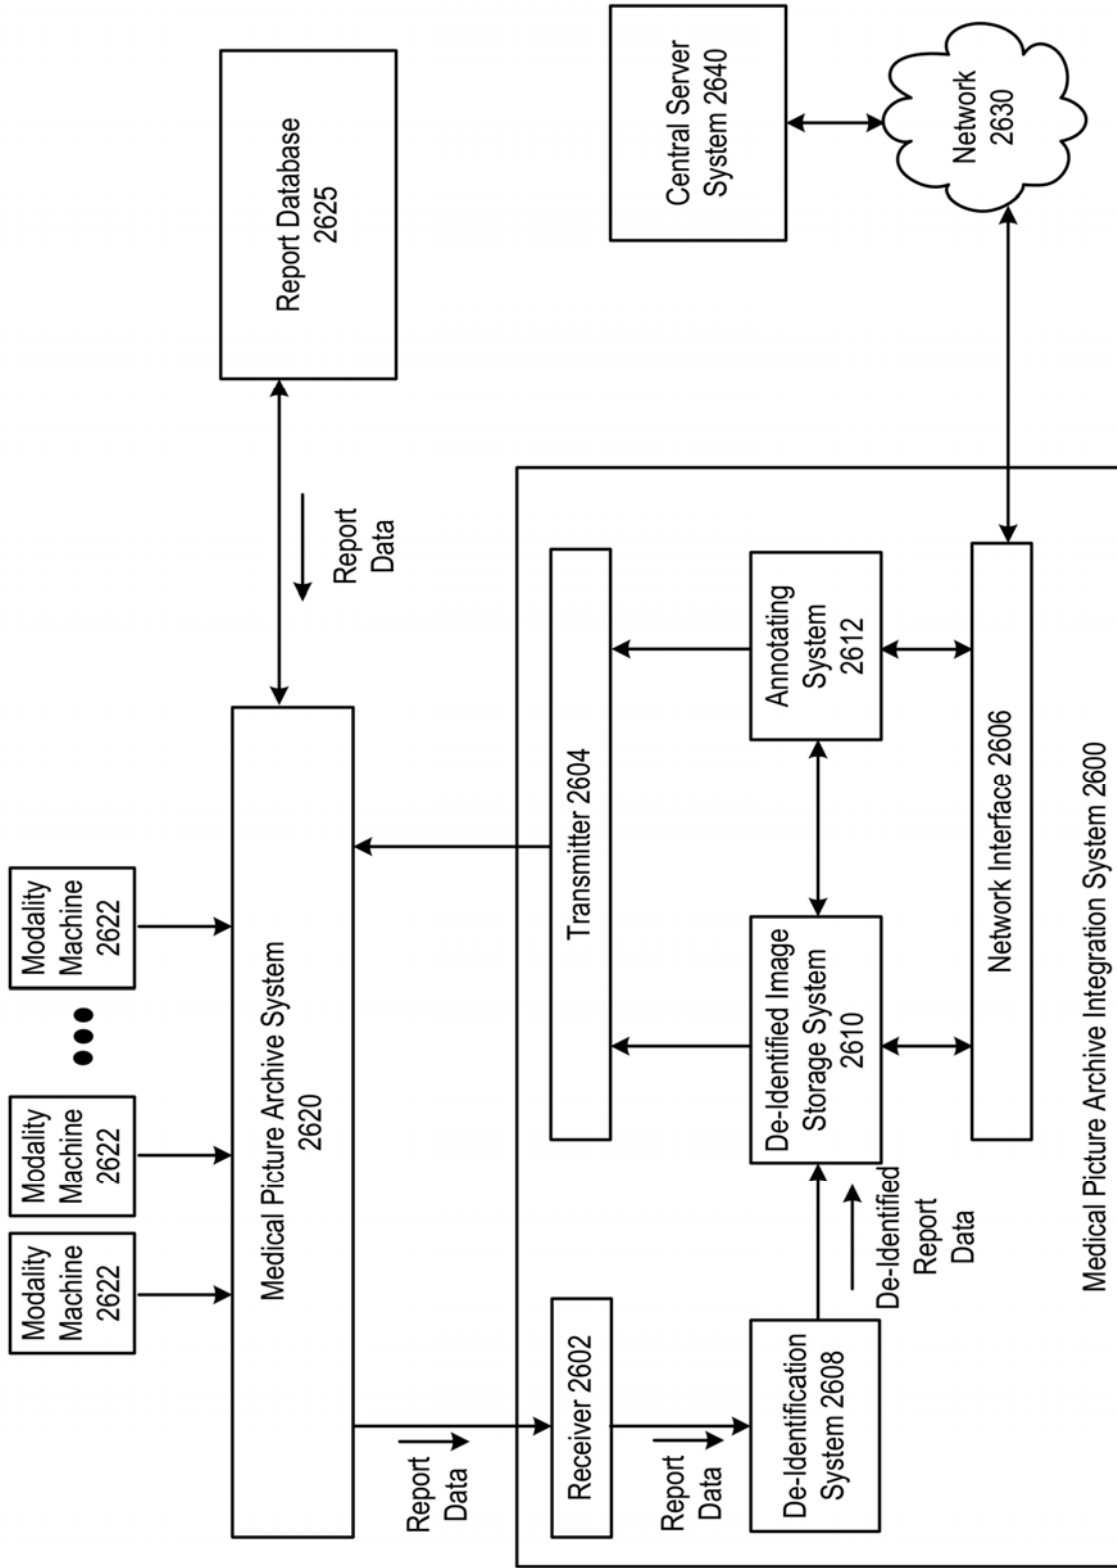 Modality
Machine
2622
Modality
Machine
2622
Modality
Machine
2622
Medical Picture Archive System
2620
Report Database
2625
Report
Data
Report
Data
Receiver 2602
Report
Data
De-Identification
System 2608
De-Identified
Report
Data
Transmitter 2604
De-Identified Image
Storage System
2610
Annotating
System
2612
Network Interface 2606
Medical Picture Archive Integration System 2600
Central Server
System 2640
Network
2630